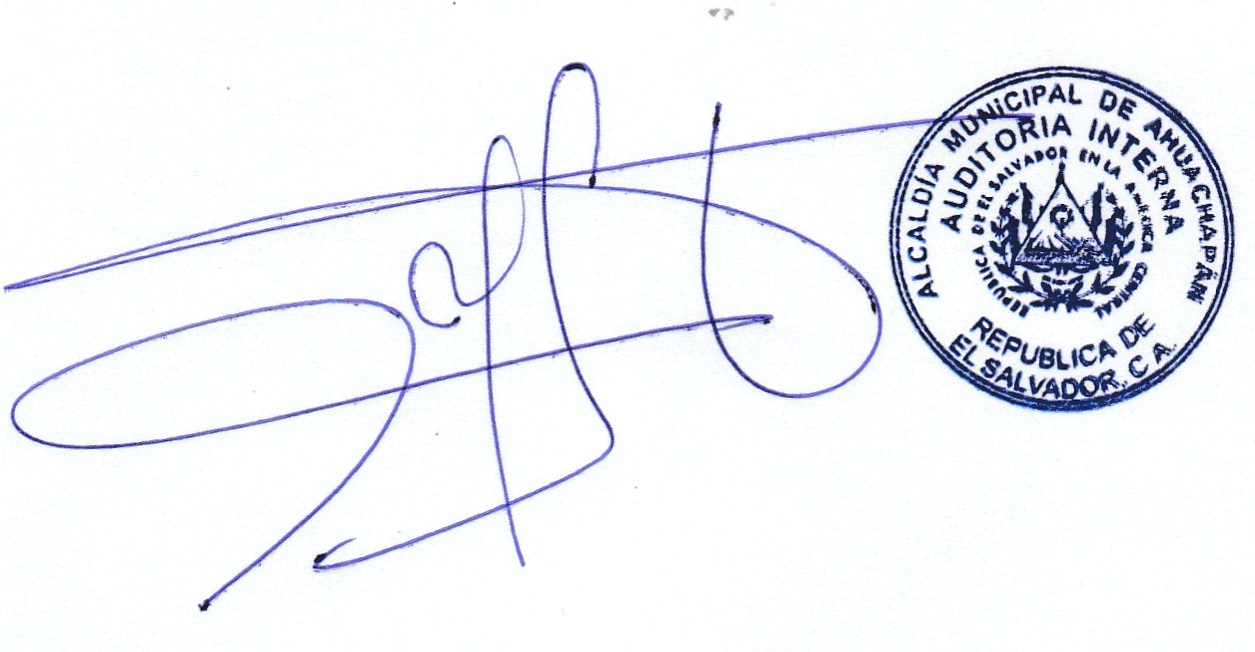 ALCALDÍA MUNICIPAL DE AHUACHAPÁN
AUDITORIA INTERNA
REPUBLICA DE EL SALVADOR EN LA AMERICA CENTRAL
REPUBLICA DE
EL SALVADOR, C.A.